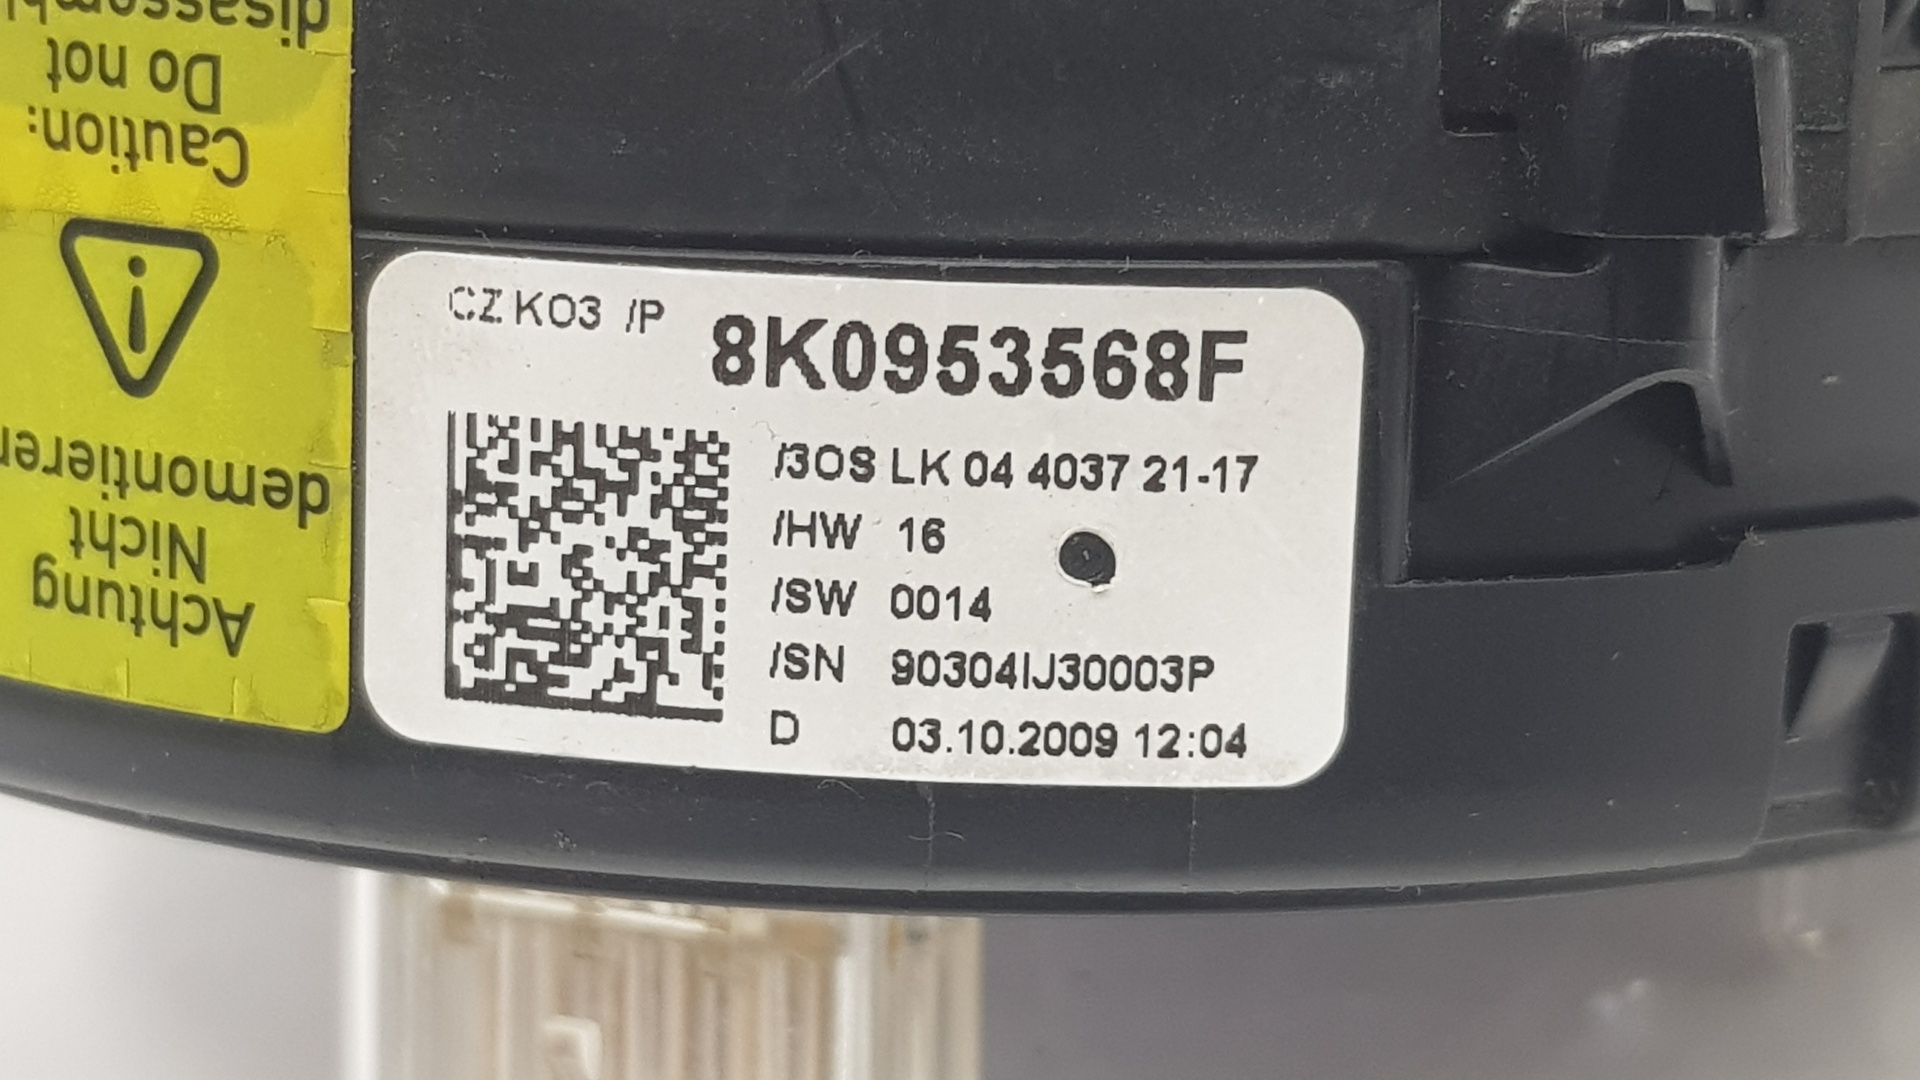 Achtung
Nicht
demontieren
Caution:
Do not
disassemble
CZ K03 /P 8K0953568F
/3OS LK 04 4037 21-17
/HW 16
/SW 0014
/SN 90304IJ30003P
D 03.10.2009 12:04